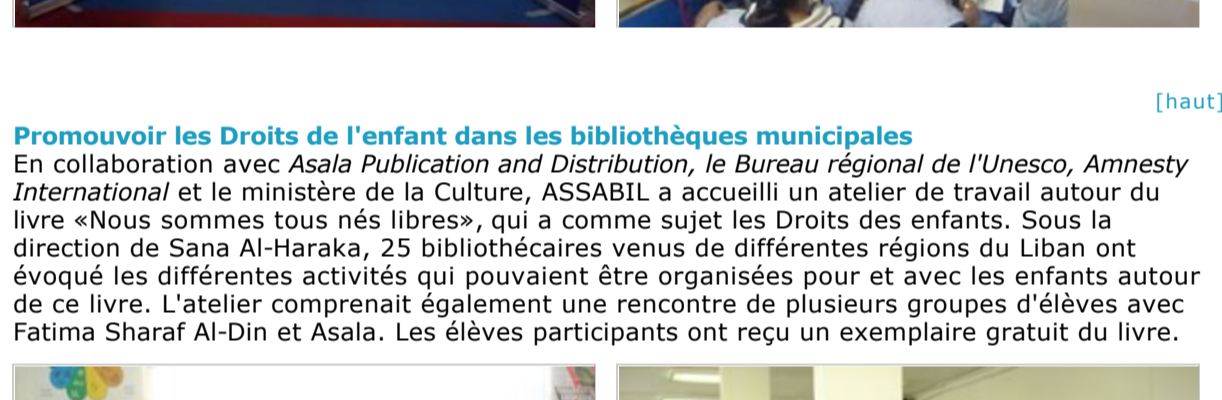 [haut]
Promouvoir les Droits de l'enfant dans les bibliothèques municipales
En collaboration avec Asala Publication and Distribution, le Bureau régional de l'Unesco, Amnesty
International et le ministère de la Culture, ASSABIL a accueilli un atelier de travail autour du
livre «Nous sommes tous nés libres», qui a comme sujet les Droits des enfants. Sous la
direction de Sana Al-Haraka, 25 bibliothécaires venus de différentes régions du Liban ont
évoqué les différentes activités qui pouvaient être organisées pour et avec les enfants autour
de ce livre. L'atelier comprenait également une rencontre de plusieurs groupes d'élèves avec
Fatima Sharaf Al-Din et Asala. Les élèves participants ont reçu un exemplaire gratuit du livre.